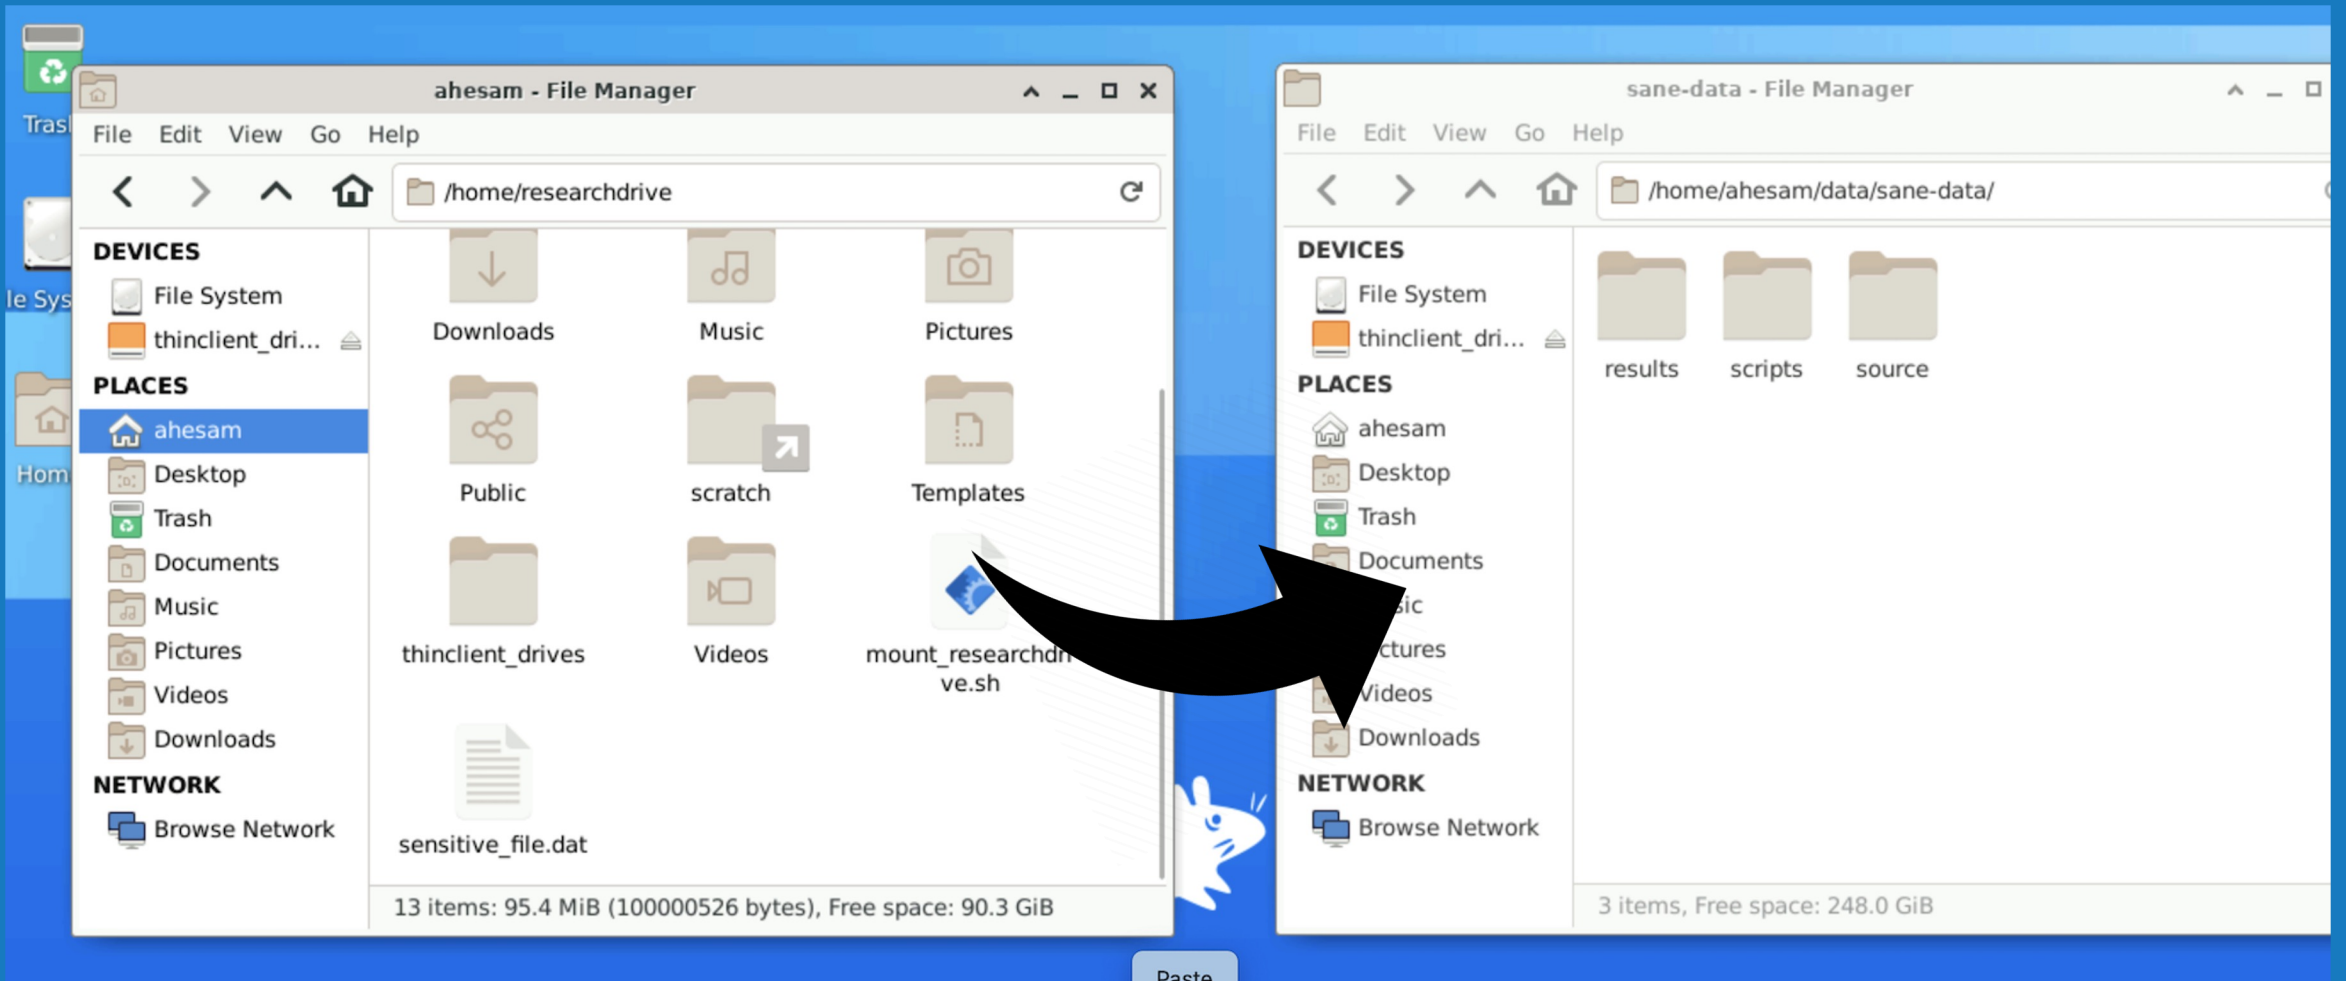 Tras
le Sys
Hom
ahesam - File Manager
File Edit View Go Help
/home/researchdrive
DEVICES
File System
thinclient_dri...
PLACES
ahesam
Desktop
Trash
Documents
Music
Pictures
Videos
Downloads
NETWORK
Browse Network
Downloads Music Pictures
Public scratch Templates
thinclient_drives Videos mount_researchdri
ve.sh
sensitive_file.dat
13 items: 95.4 MiB (100000526 bytes), Free space: 90.3 GiB
sane-data - File Manager
File Edit View Go Help
/home/ahesam/data/sane-data/
DEVICES
File System
thinclient_dri...
PLACES
ahesam
Desktop
Trash
Documents
sic
ctures
Videos
Downloads
NETWORK
Browse Network
results scripts source
3 items, Free space: 248.0 GiB
Paste